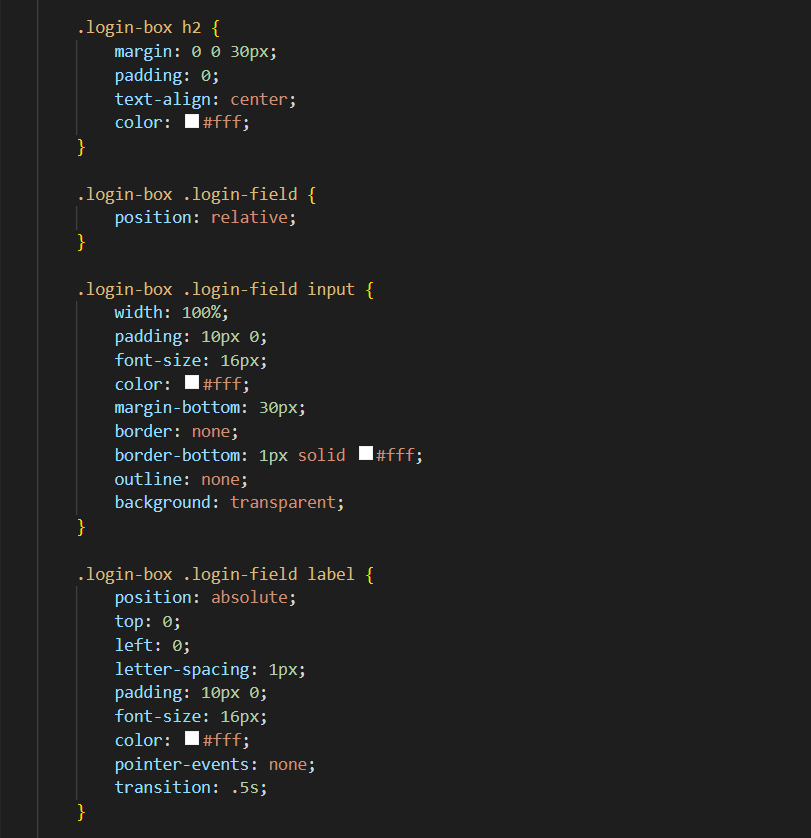 .login-box h2 {
    margin: 0 0 30px;
    padding: 0;
    text-align: center;
    color: #fff;
}

.login-box .login-field {
    position: relative;
}

.login-box .login-field input {
    width: 100%;
    padding: 10px 0;
    font-size: 16px;
    color: #fff;
    margin-bottom: 30px;
    border: none;
    border-bottom: 1px solid #fff;
    outline: none;
    background: transparent;
}

.login-box .login-field label {
    position: absolute;
    top: 0;
    left: 0;
    letter-spacing: 1px;
    padding: 10px 0;
    font-size: 16px;
    color: #fff;
    pointer-events: none;
    transition: .5s;
}